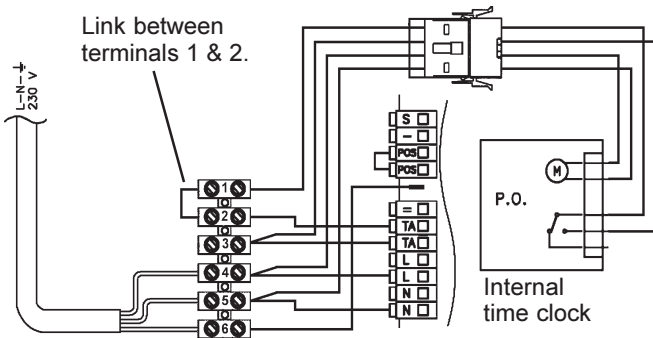 Link between
terminals 1 & 2.
L-N-⏚
230 V
S
-
POS
POS
=
TA
TA
L
L
N
N
1
2
3
4
5
6
M
P.O.
Internal
time clock